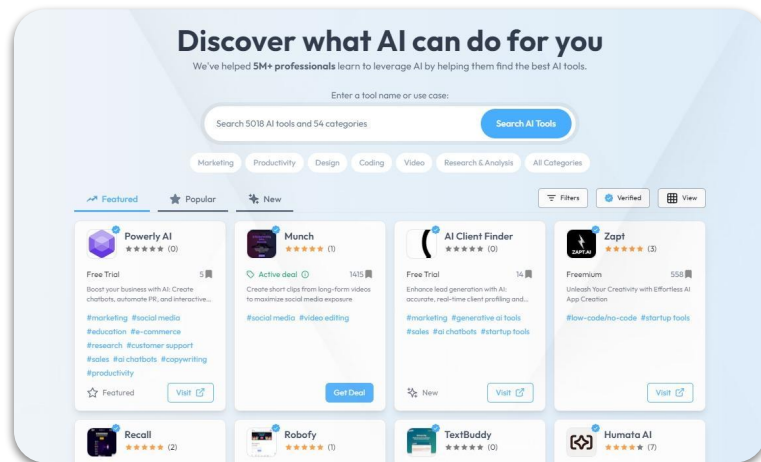 Discover what AI can do for you
We've helped 5M+ professionals learn to leverage AI by helping them find the best AI tools.
Enter a tool name or use case:
Search 5018 AI tools and 54 categories
Search AI Tools
Marketing
Productivity
Design
Coding
Video
Research & Analysis
All Categories
Featured
Popular
New
Filters
Verified
View
Powerly AI
(0)
Free Trial
5
Boost your business with AI: Create
chatbots, automate PR, and interactive...
#marketing #social media
#education #e-commerce
#research #customer support
#sales #ai chatbots #copywriting
#productivity
Featured
Visit
Munch
(1)
Active deal
1415
Create short clips from long-form videos
to maximize social media exposure
#social media #video editing
Get Deal
AI Client Finder
(0)
Free Trial
14
Enhance lead generation with AI:
accurate, real-time client profiling and...
#marketing #generative ai tools
#sales #ai chatbots #startup tools
New
Visit
ZAPT.AI
Zapt
(3)
Freemium
558
Unleash Your Creativity with Effortless AI
App Creation
#low-code/no-code #startup tools
Visit
Recall
(2)
Robofy
(1)
TextBuddy
(0)
Humata AI
(7)